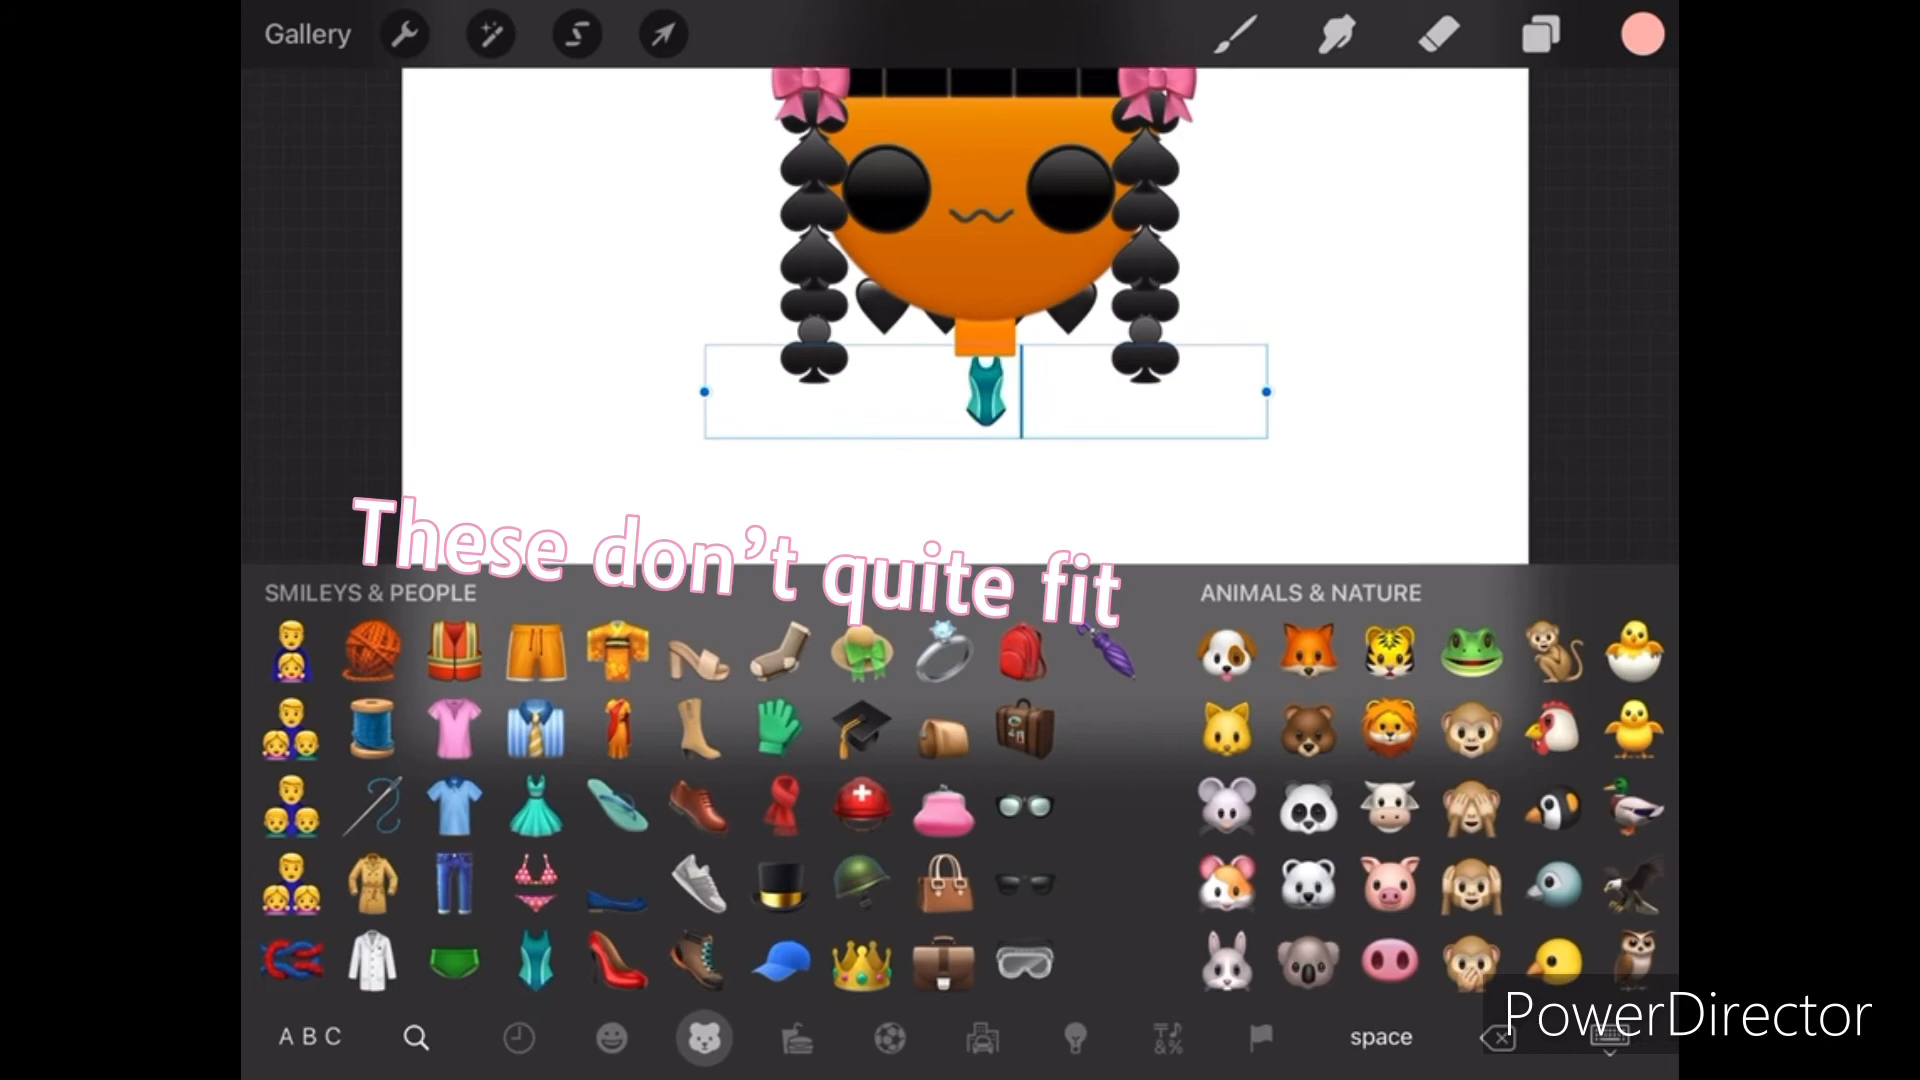 Gallery
These don't quite fit
SMILEYS & PEOPLE
ANIMALS & NATURE
ABC
&%
space
PowerDirector